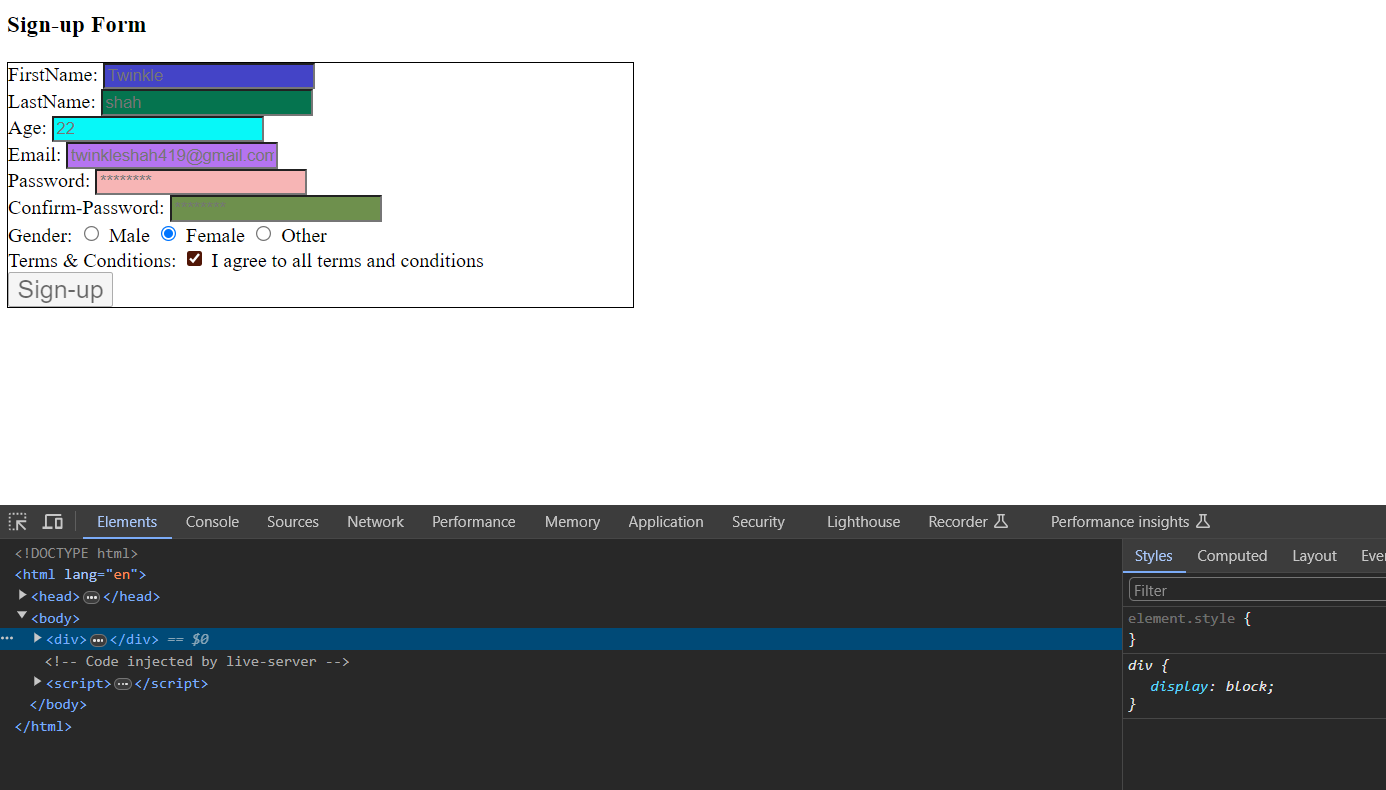 Sign-up Form
FirstName: Twinkle
LastName: shah
Age: 22
Email: twinkleshah419@gmail.com
Password: ********
Confirm-Password: ********
Gender: Male Female Other
Terms & Conditions: I agree to all terms and conditions
Sign-up
Elements Console Sources Network Performance Memory Application Security Lighthouse Recorder Performance insights
<!DOCTYPE html>
<html lang="en">
<head>…</head>
<body>
<div>…</div> == $0
<!-- Code injected by live-server -->
<script>…</script>
</body>
</html>
Styles Computed Layout Ever
Filter
element.style {
}
div {
display: block;
}